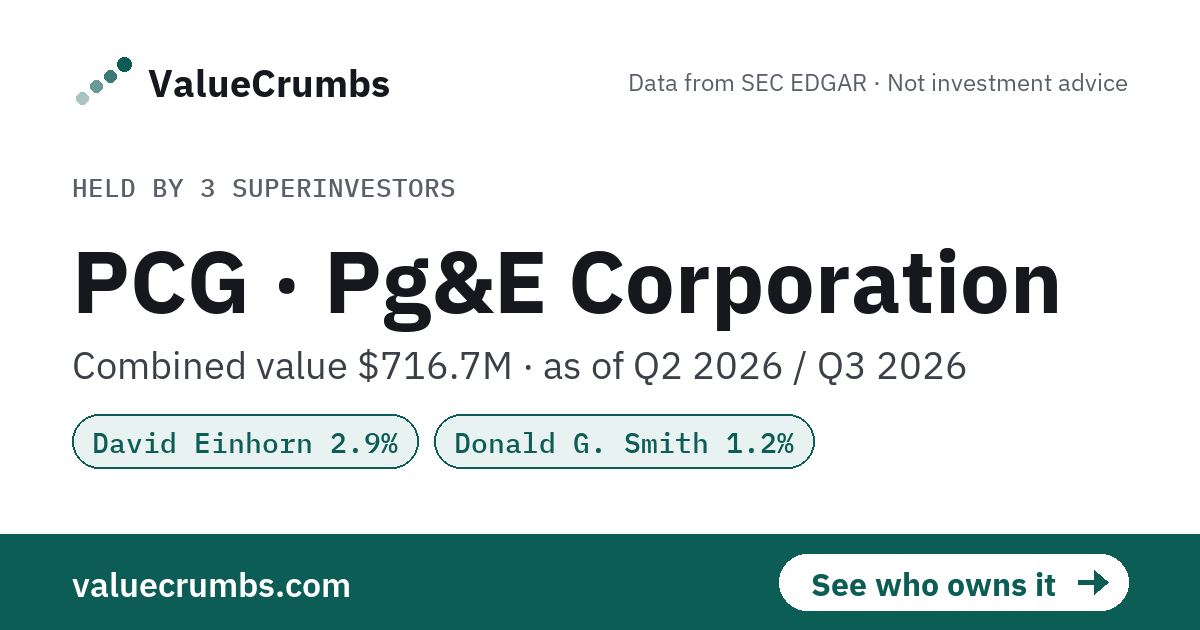 ValueCrumbs
Data from SEC EDGAR · Not investment advice
HELD BY 3 SUPERINVESTORS
PCG · Pg&E Corporation
Combined value $716.7M · as of Q2 2026 / Q3 2026
David Einhorn 2.9%
Donald G. Smith 1.2%
valuecrumbs.com
See who owns it →